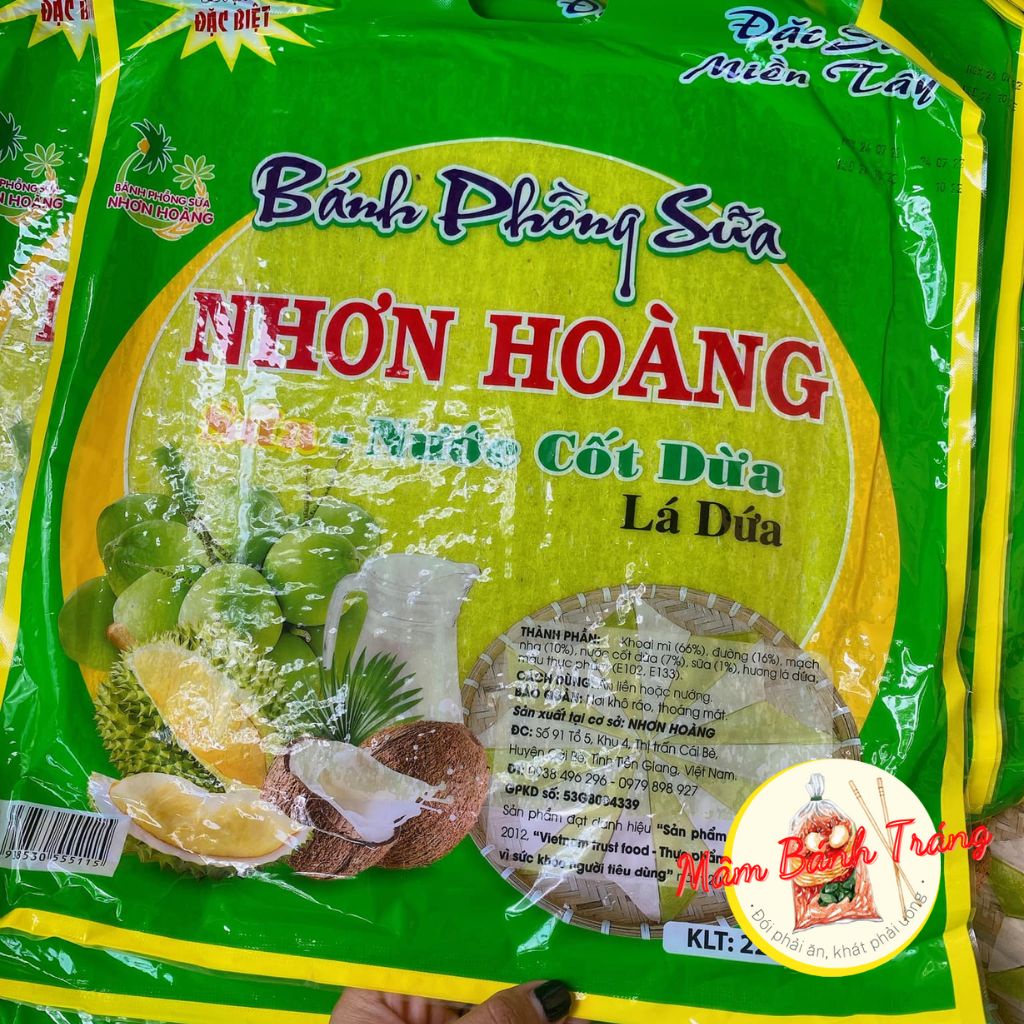 ĐẶC BIỆT
ĐẶC BIỆT
Đặc
Miền Tây
BÁNH PHỒNG SỮA
NHƠN HOÀNG
Bánh Phồng Sữa
NHƠN HOÀNG
- Nước Cốt Dừa
Lá Dứa
THÀNH PHẦN: Khoai mì (66%), đường (16%), mạch
nha (10%), nước cốt dừa (7%), sữa (1%), hương lá dứa,
màu thực phẩm (E102, E133).
CÁCH DÙNG: Ăn liền hoặc nướng.
BẢO QUẢN: Nơi khô ráo, thoáng mát.
Sản xuất tại cơ sở: NHƠN HOÀNG
ĐC: Số 91 Tổ 5, Khu 4, Thị trấn Cái Bè,
Huyện Cái Bè, Tỉnh Tiền Giang, Việt Nam.
ĐT: 0938 496 296 - 0979 898 927
GPKD số: 53G8004339
Sản phẩm đạt danh hiệu "Sản phẩm
2012, "Vietnam trust food - Thực phẩm
vì sức khỏe người tiêu dùng"
KLT:
Mâm Bánh Tráng
· Đói phải ăn, khát phải uống ·